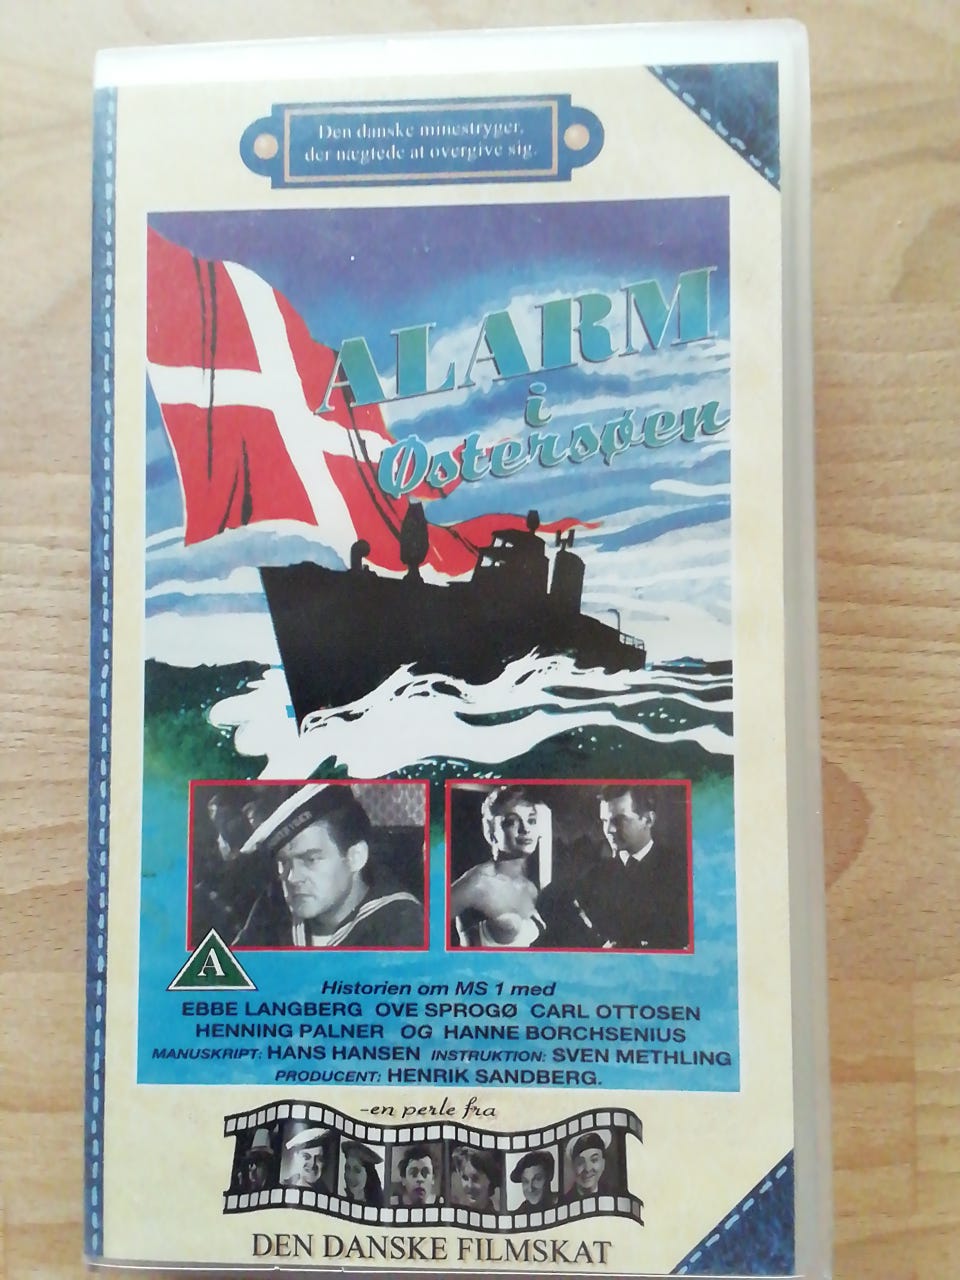 Den danske minestryger,
der nægtede at overgive sig.
ALARM
i
Østersøen
A
Historien om MS 1 med
EBBE LANGBERG OVE SPROGØ CARL OTTOSEN
HENNING PALNER OG HANNE BORCHSENIUS
MANUSKRIPT: HANS HANSEN INSTRUKTION: SVEN METHLING
PRODUCENT: HENRIK SANDBERG.
-en perle fra
DEN DANSKE FILMSKAT